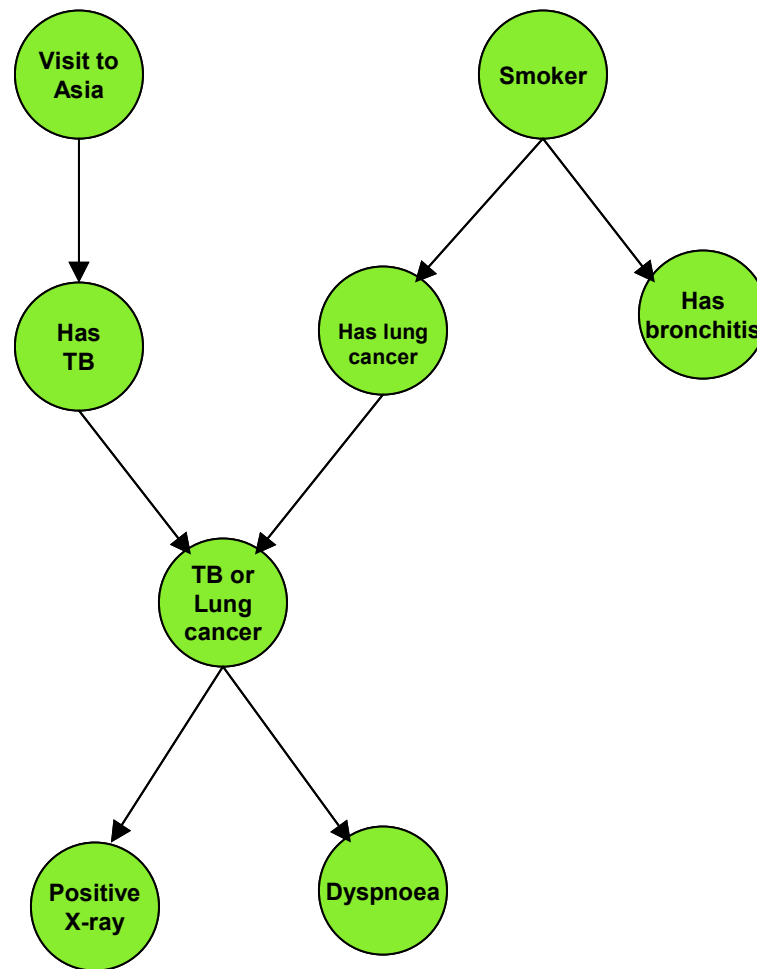 Visit to
Asia
Smoker
Has
TB
Has lung
cancer
Has
bronchitis
TB or
Lung
cancer
Positive
X-ray
Dyspnoea